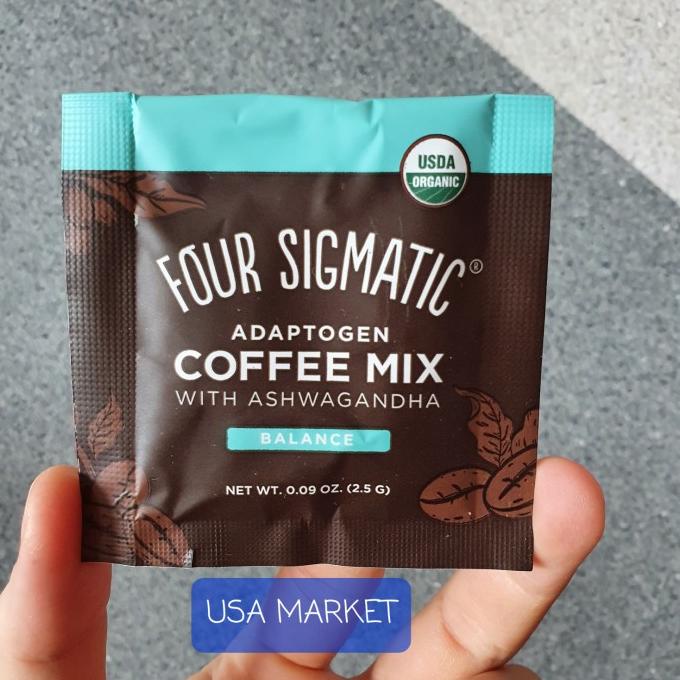 USDA
ORGANIC
FOUR SIGMATIC®
ADAPTOGEN
COFFEE MIX
WITH ASHWAGANDHA
BALANCE
NET WT. 0.09 OZ. (2.5 G)
USA MARKET